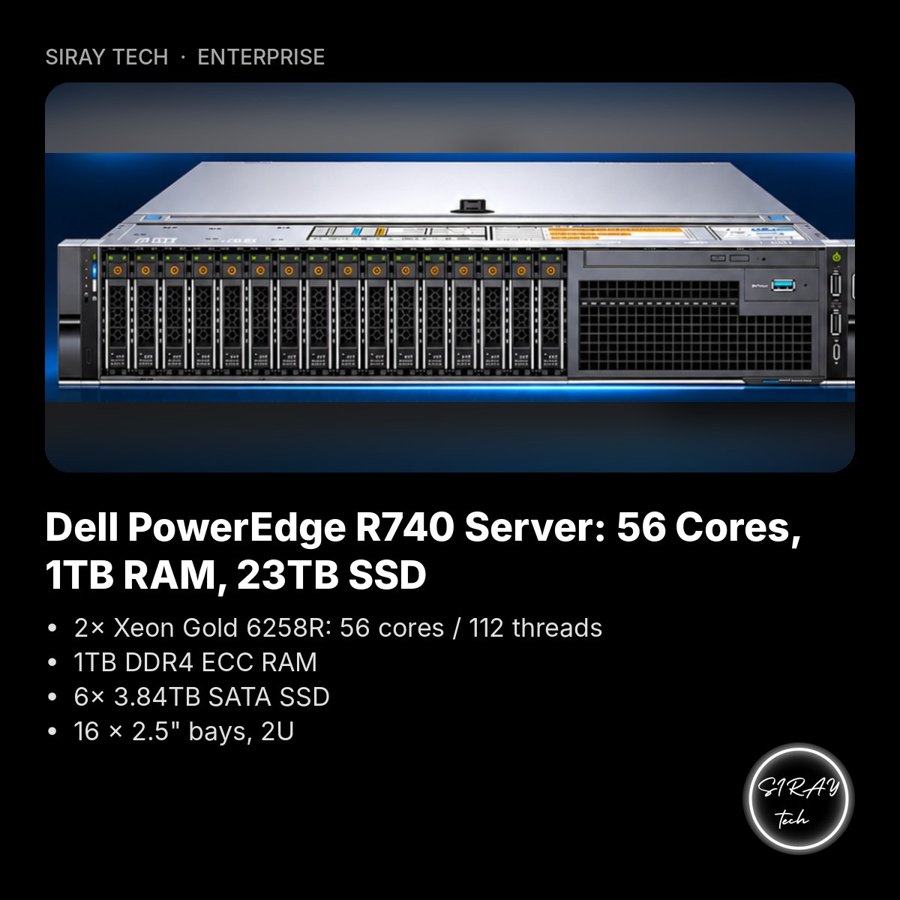 SIRAY TECH · ENTERPRISE
Dell PowerEdge R740 Server: 56 Cores,
1TB RAM, 23TB SSD
• 2× Xeon Gold 6258R: 56 cores / 112 threads
• 1TB DDR4 ECC RAM
• 6× 3.84TB SATA SSD
• 16 × 2.5" bays, 2U
SIRAY
tech